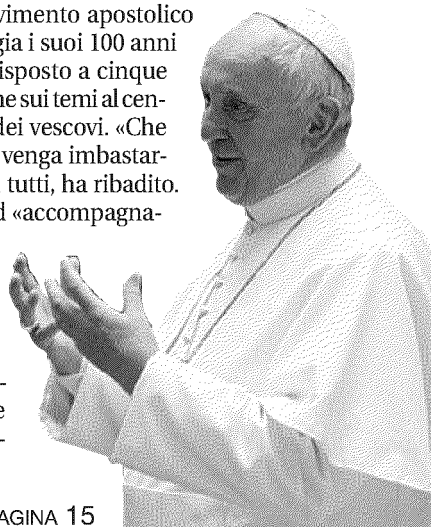 vimento apostolico
gia i suoi 100 anni
isposto a cinque
ne sui temi al cen-
dei vescovi. «Che
venga imbastar-
tutti, ha ribadito.
d «accompagna-
-
e
-
AGINA 15